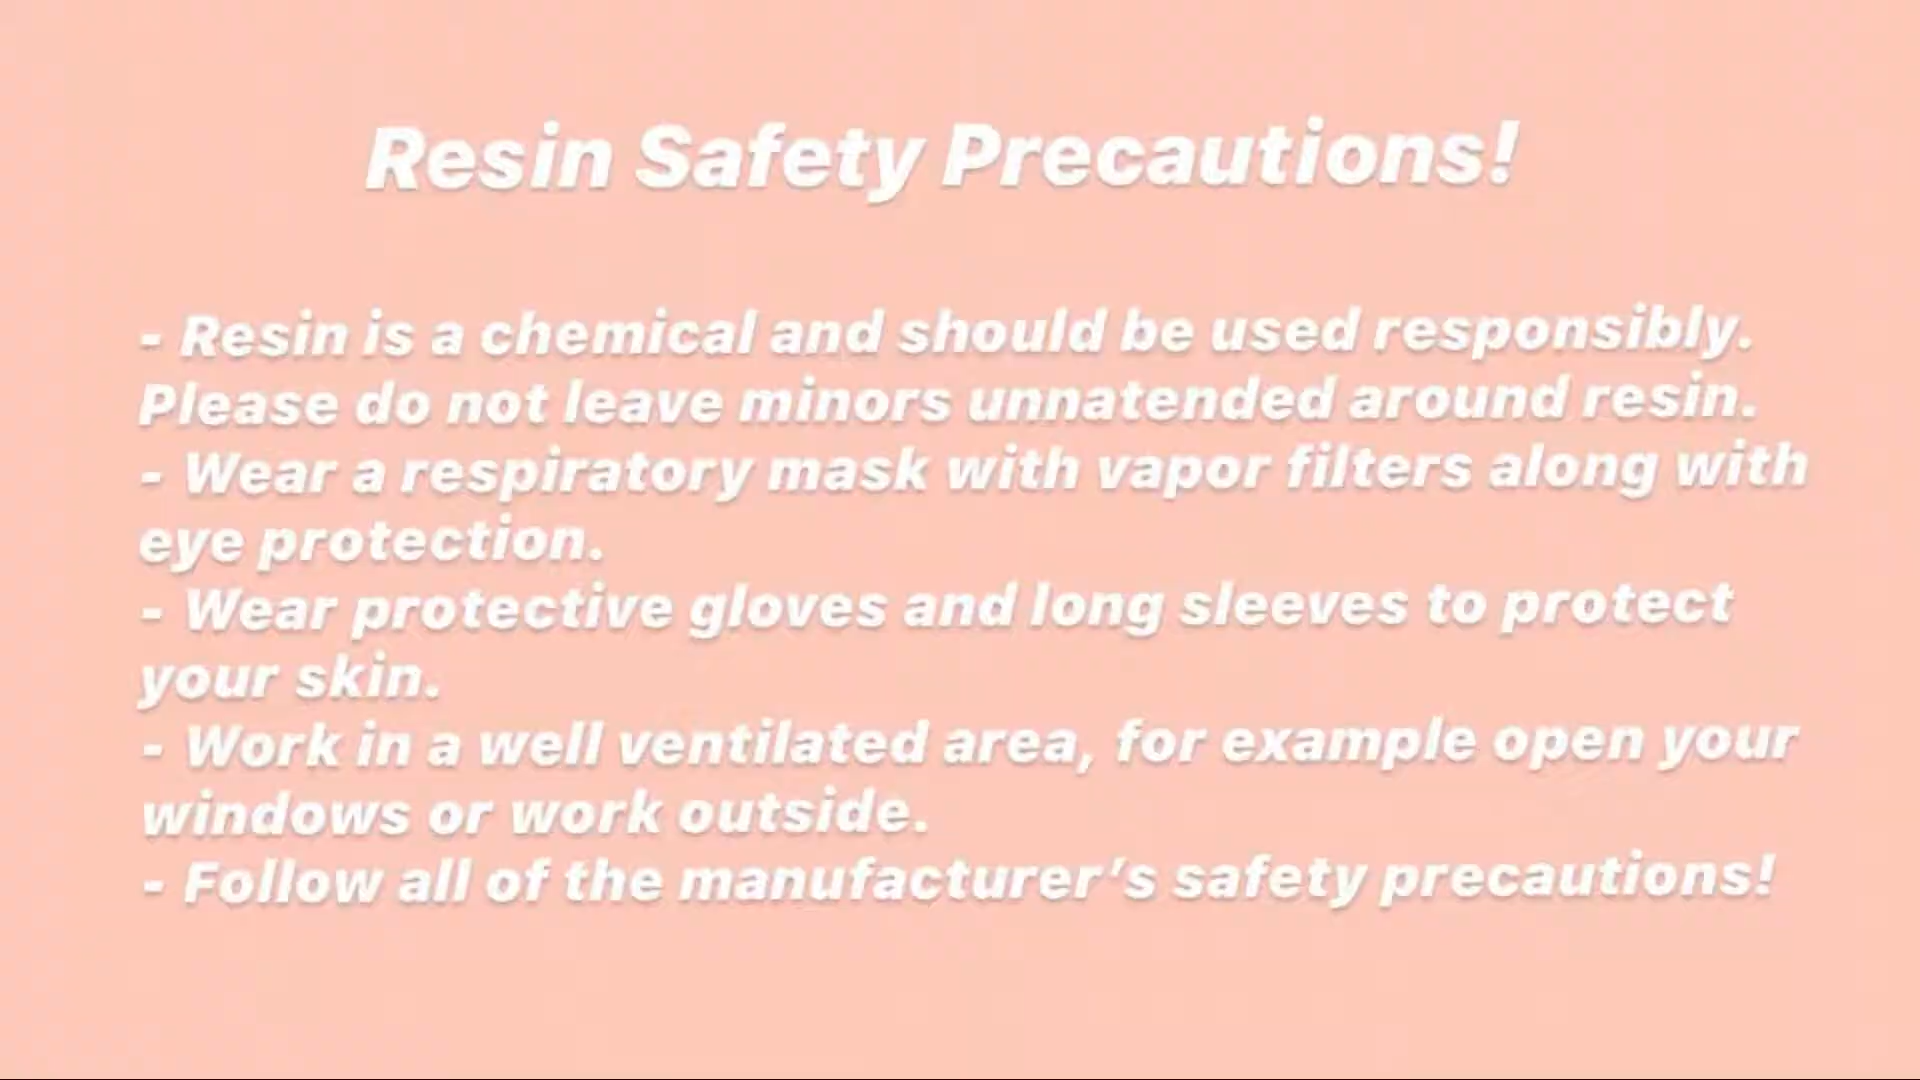 Resin Safety Precautions!
- Resin is a chemical and should be used responsibly.
Please do not leave minors unnatended around resin.
- Wear a respiratory mask with vapor filters along with
eye protection.
- Wear protective gloves and long sleeves to protect
your skin.
- Work in a well ventilated area, for example open your
windows or work outside.
- Follow all of the manufacturer’s safety precautions!